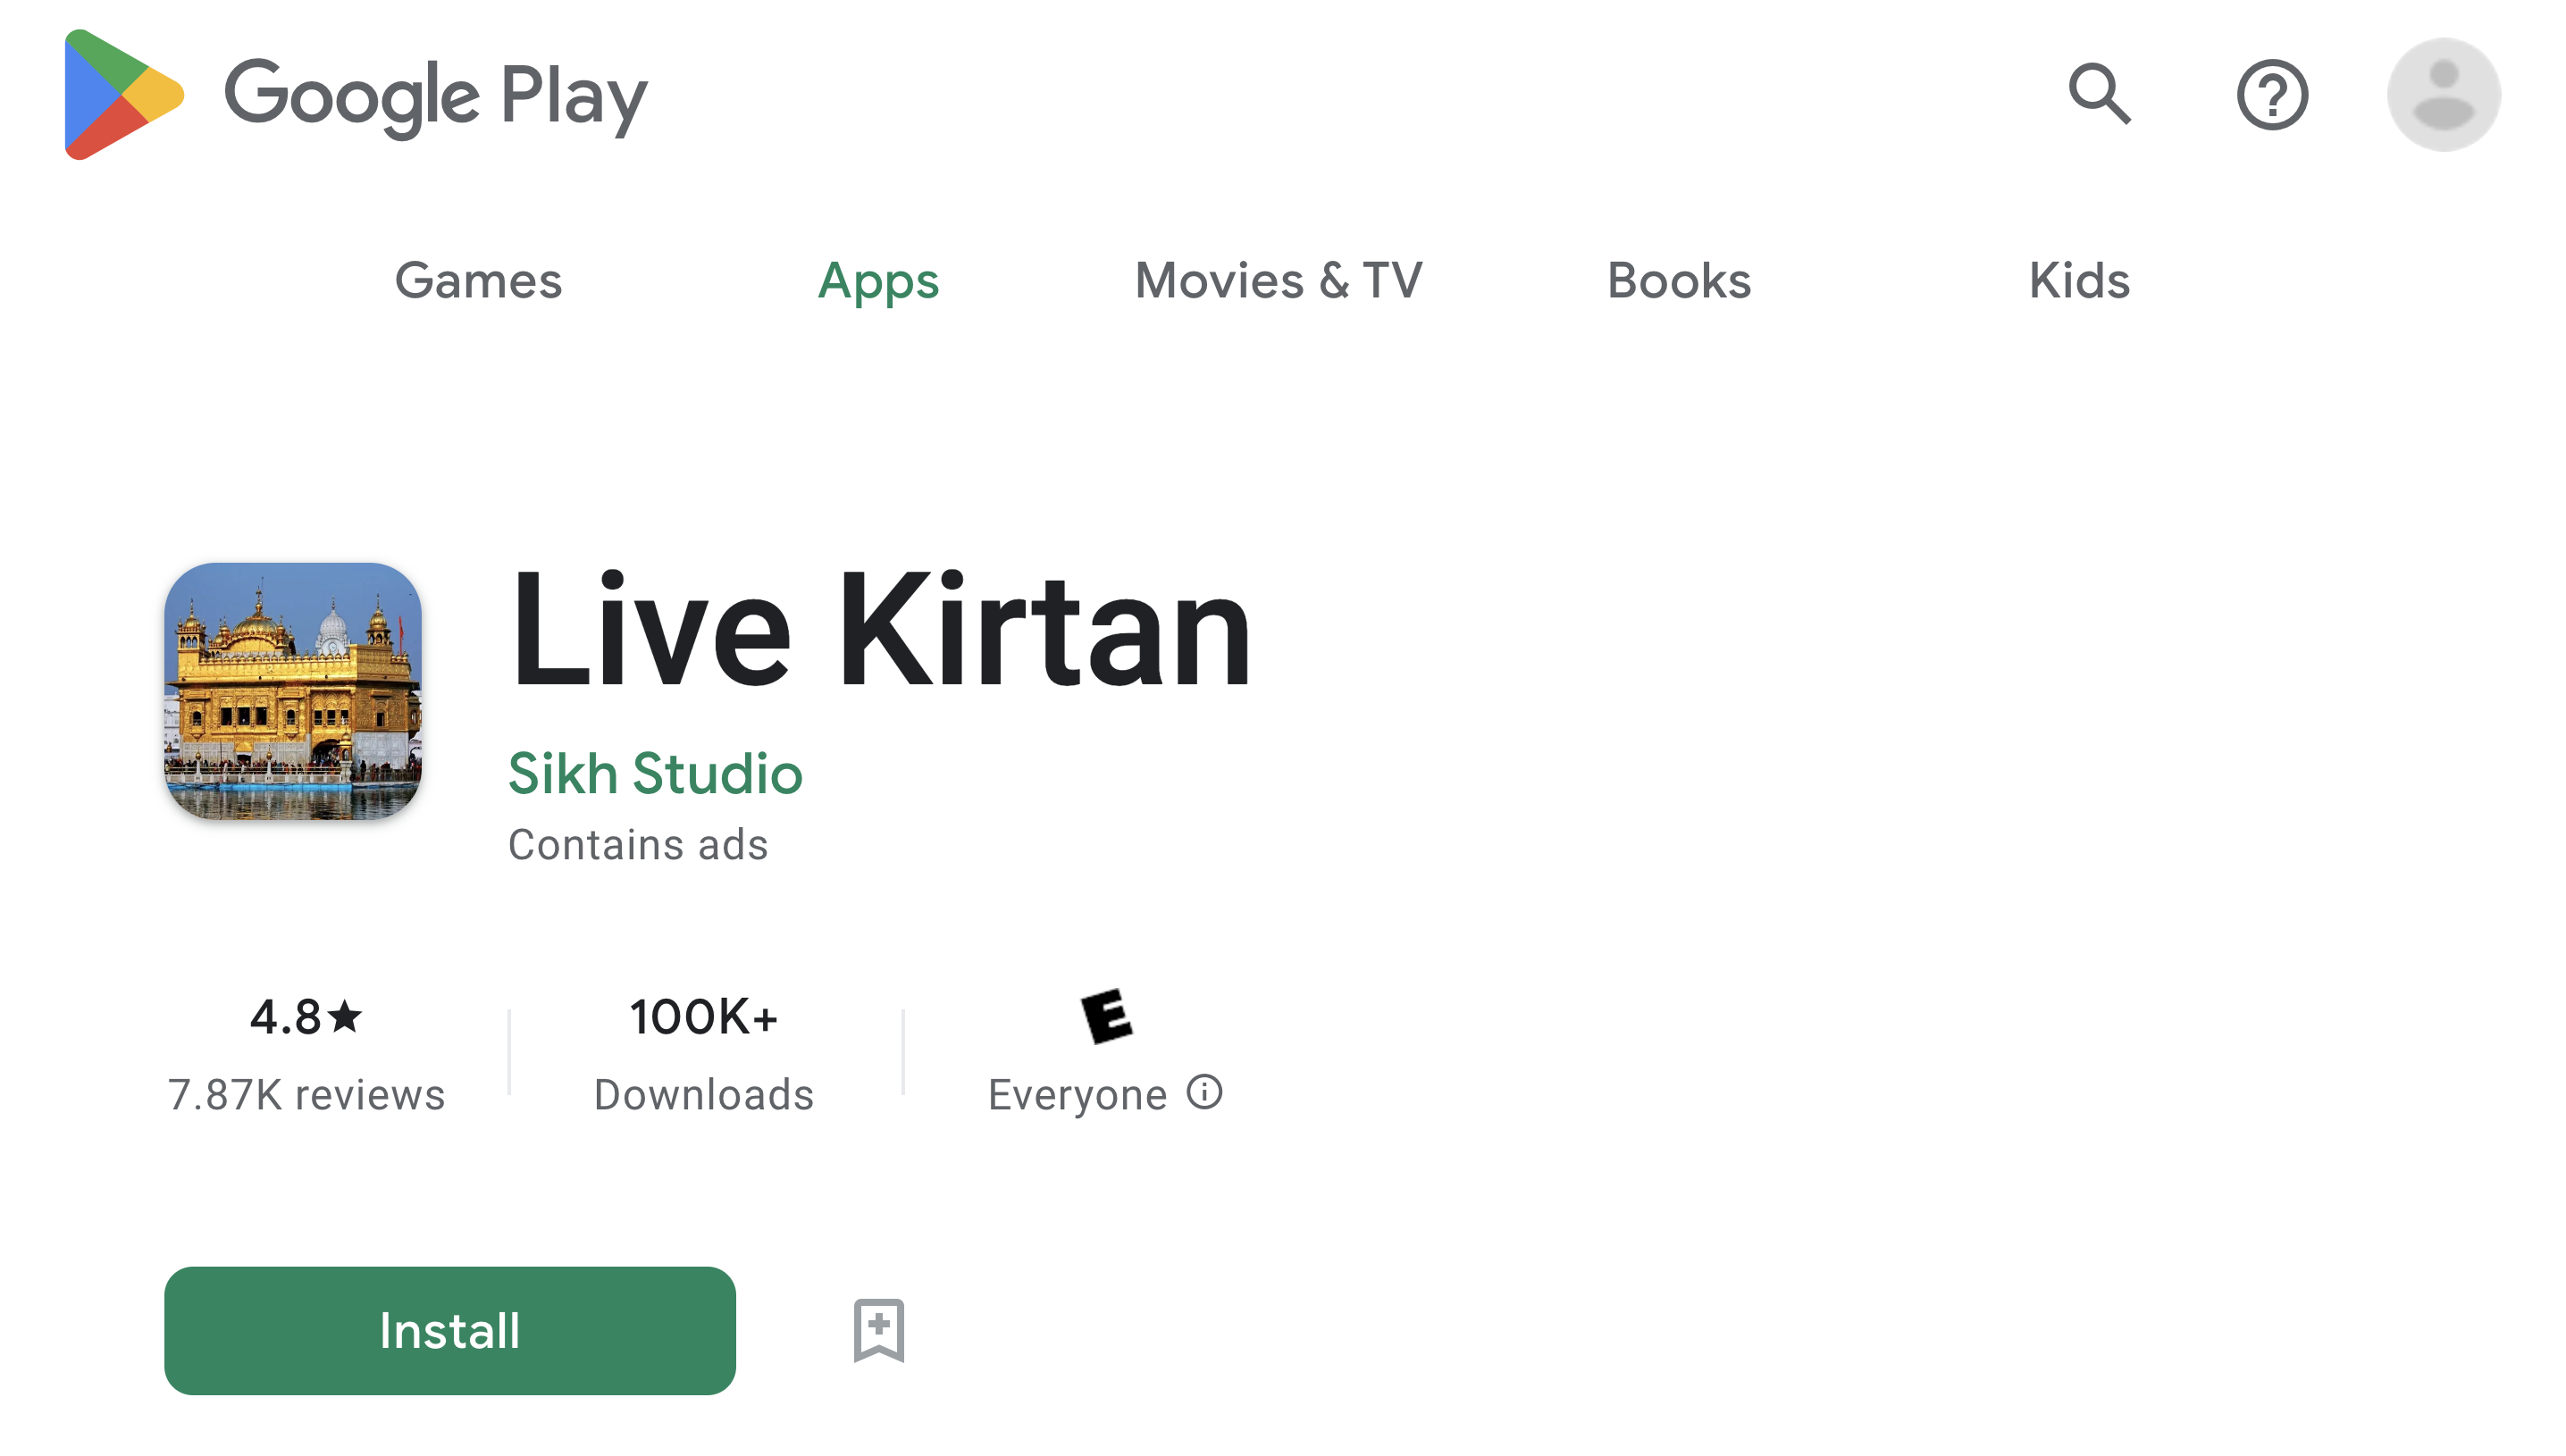 Google Play
Games Apps Movies & TV Books Kids
Live Kirtan
Sikh Studio
Contains ads
4.8★ 100K+ E
7.87K reviews Downloads Everyone
Install